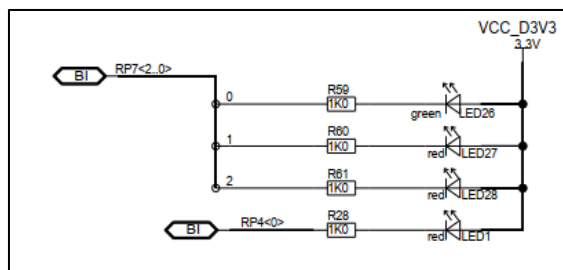 VCC_D3V3
3.3V
BI RP7<2..0>
0 R59 1K0 green LED26
1 R60 1K0 red LED27
2 R61 1K0 red LED28
BI RP4<0> R28 1K0 red LED1